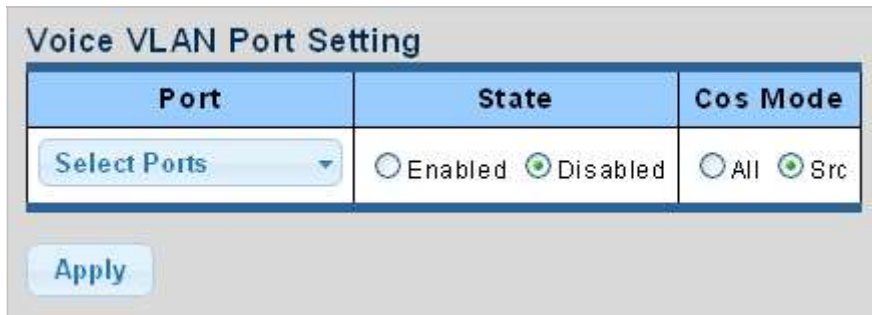 Voice VLAN Port Setting
Port State Cos Mode
Select Ports Enabled Disabled All Src
Apply